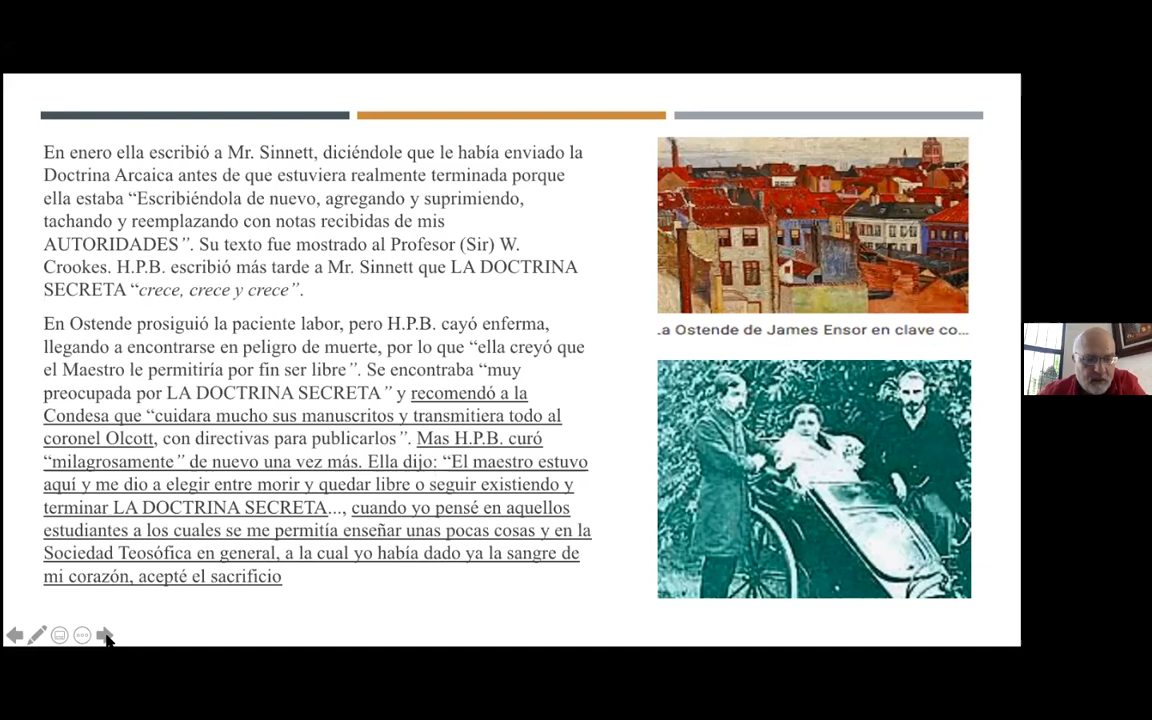 En enero ella escribió a Mr. Sinnett, diciéndole que le había enviado la
Doctrina Arcaica antes de que estuviera realmente terminada porque
ella estaba “Escribiéndola de nuevo, agregando y suprimiendo,
tachando y reemplazando con notas recibidas de mis
AUTORIDADES”. Su texto fue mostrado al Profesor (Sir) W.
Crookes. H.P.B. escribió más tarde a Mr. Sinnett que LA DOCTRINA
SECRETA “crece, crece y crece”.
En Ostende prosiguió la paciente labor, pero H.P.B. cayó enferma,
llegando a encontrarse en peligro de muerte, por lo que “ella creyó que
el Maestro le permitiría por fin ser libre”. Se encontraba “muy
preocupada por LA DOCTRINA SECRETA” y recomendó a la
Condesa que “cuidara mucho sus manuscritos y transmitiera todo al
coronel Olcott, con directivas para publicarlos”. Mas H.P.B. curó
“milagrosamente” de nuevo una vez más. Ella dijo: “El maestro estuvo
aquí y me dio a elegir entre morir y quedar libre o seguir existiendo y
terminar LA DOCTRINA SECRETA..., cuando yo pensé en aquellos
estudiantes a los cuales se me permitía enseñar unas pocas cosas y en la
Sociedad Teosófica en general, a la cual yo había dado ya la sangre de
mi corazón, acepté el sacrificio
La Ostende de James Ensor en clave co...